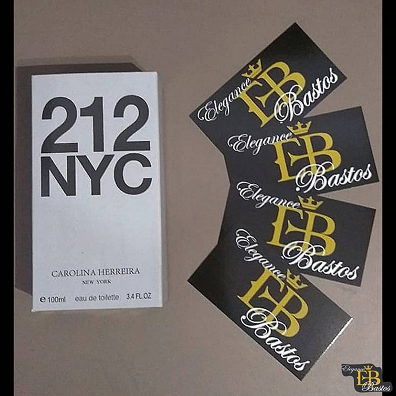 212
NYC
CAROLINA HERREIRA
NEW YORK
e 100ml eau de toilette 3.4 FL.OZ
Elegance
EB
Bastos
Elegance
EB
Bastos
Elegance
EB
Bastos
Elegance
EB
Bastos
Elegance
EB
Bastos